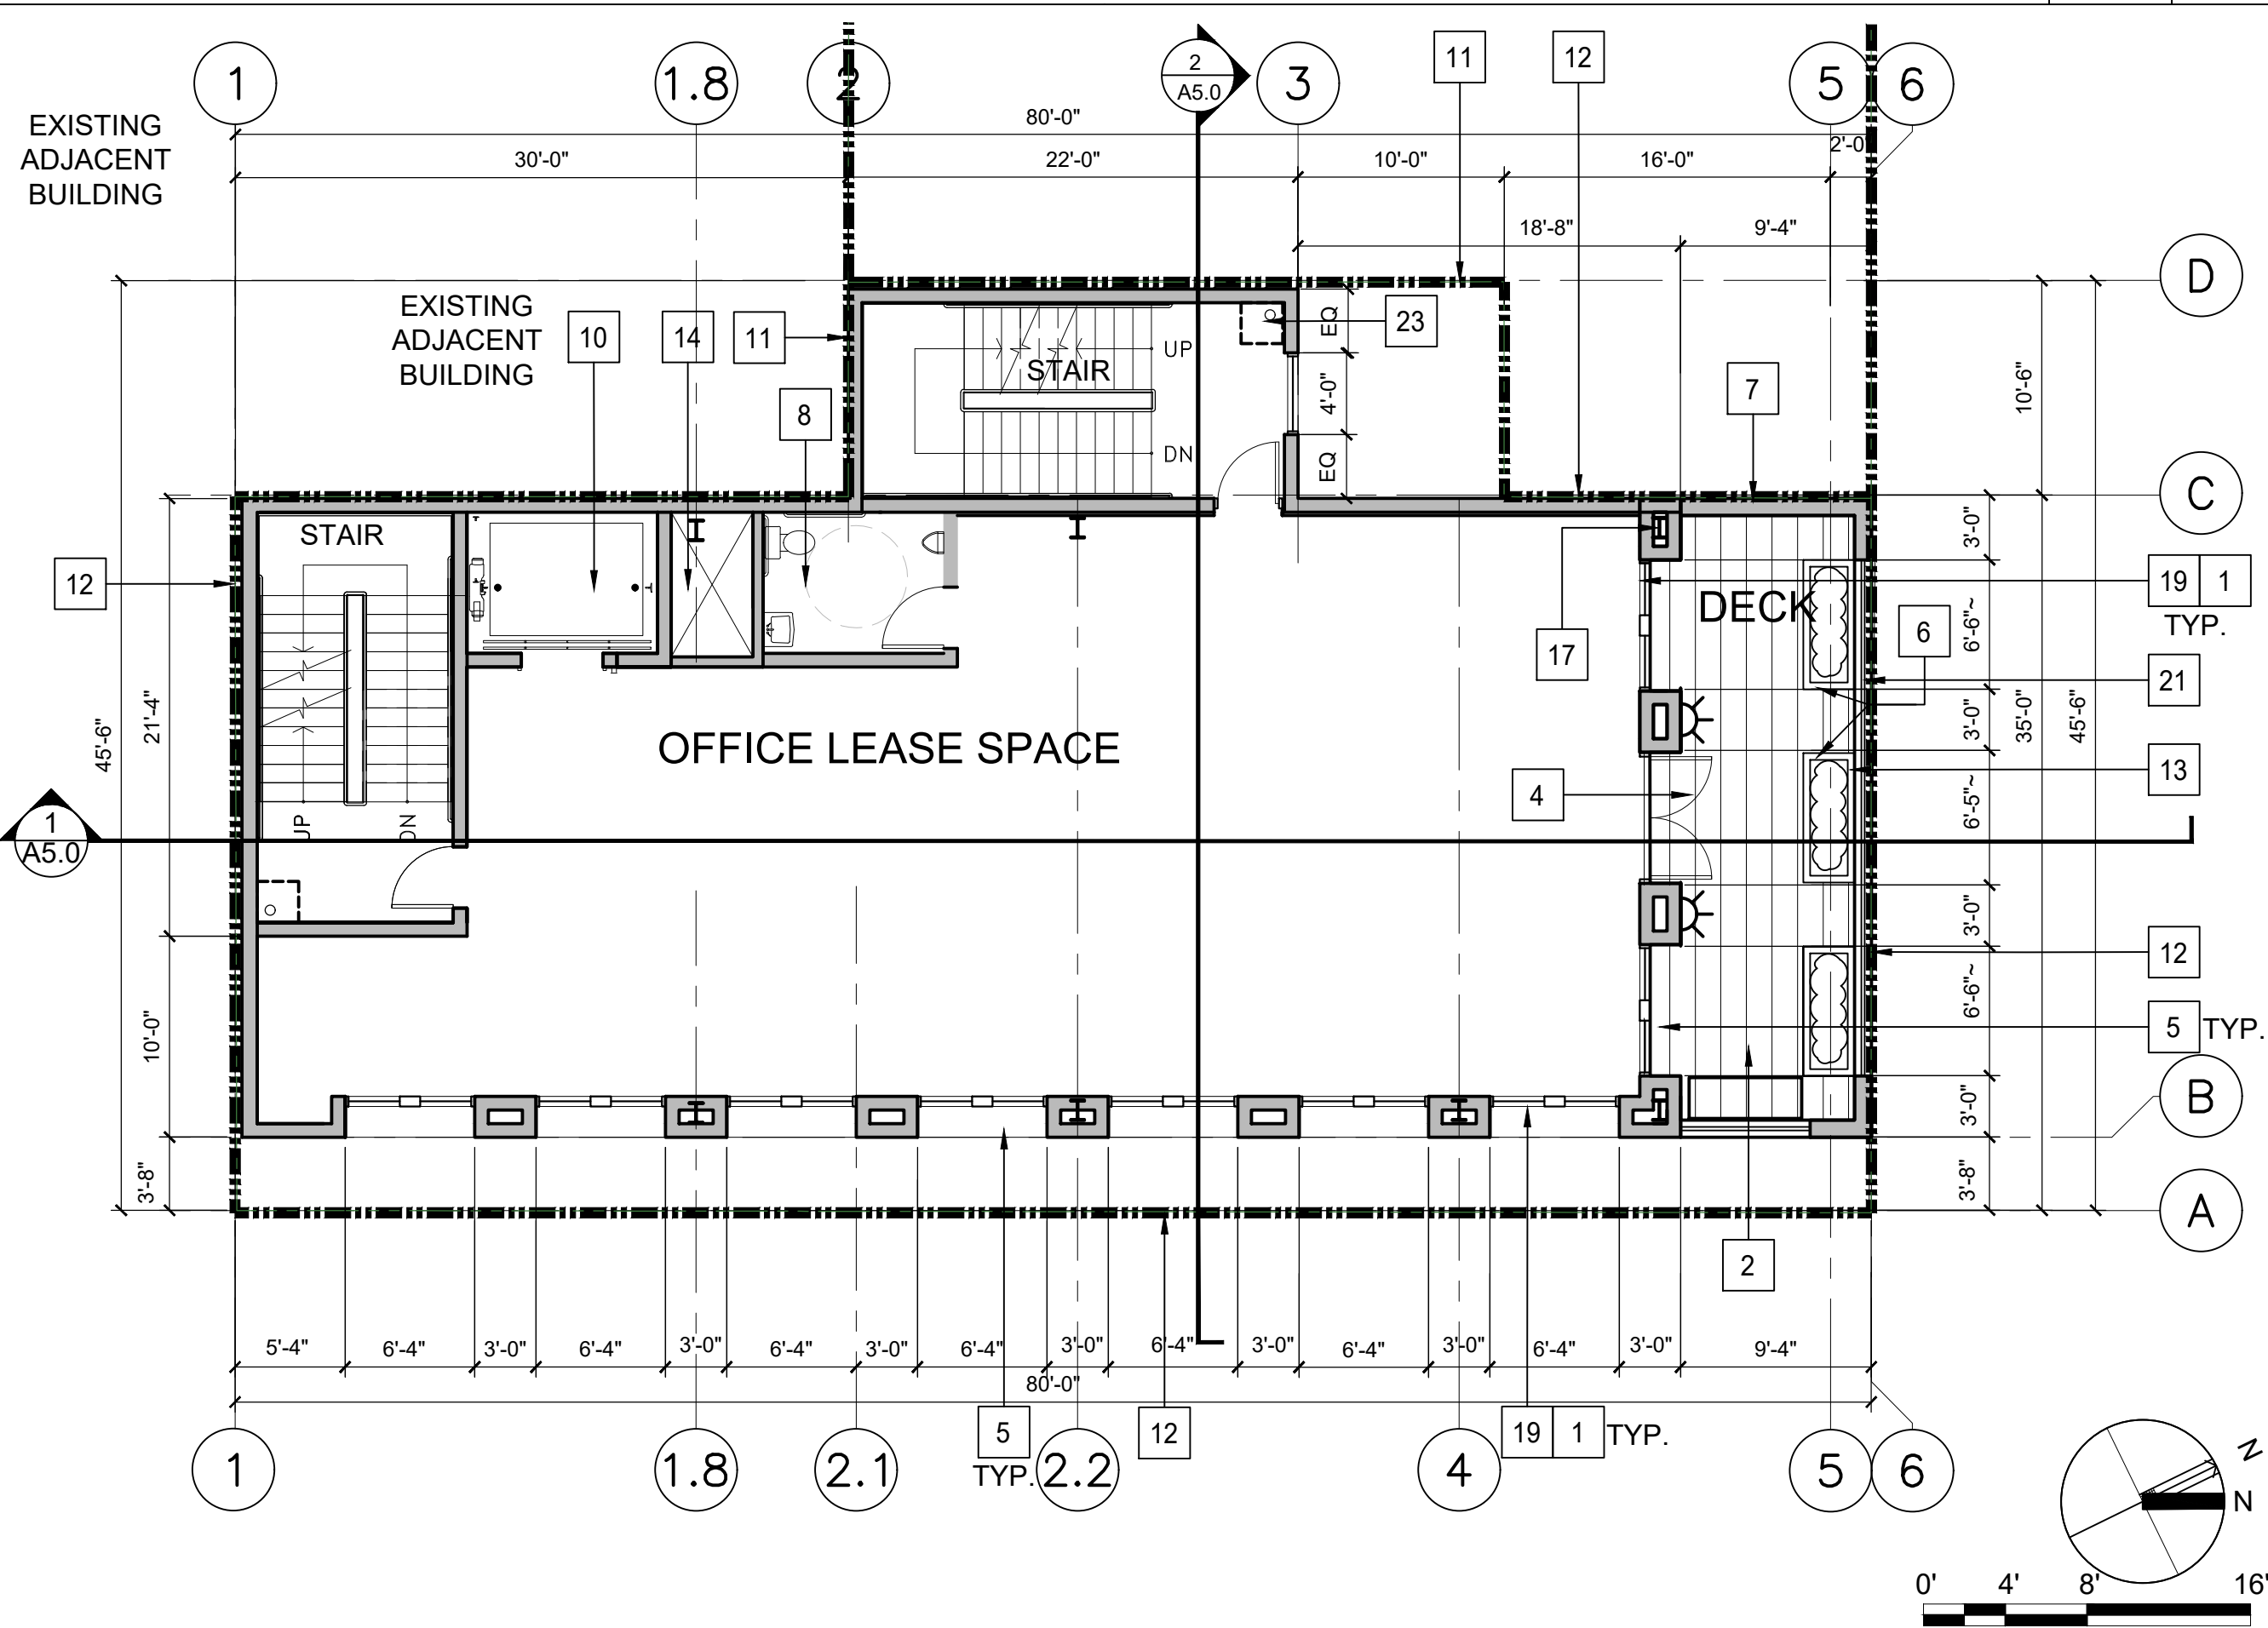 1
1.8
2
2
A5.0
3
11
12
5
6
80'-0"
EXISTING
ADJACENT
BUILDING
30'-0"
22'-0"
10'-0"
16'-0"
2'-0
18'-8"
9'-4"
D
EXISTING
ADJACENT
BUILDING
10
14
11
8
UP
STAIR
DN
23
EQ
4'-0"
EQ
7
10'-6"
C
STAIR
12
17
DECK
3'-0"
19 1
TYP.
6'-6"~
6
21
45'-6"
21'-4"
OFFICE LEASE SPACE
3'-0"
35'-0"
45'-6"
13
4
6'-5"~
1
A5.0
UP
DN
3'-0"
12
10'-0"
6'-6"~
5 TYP.
3'-0"
B
3'-8"
3'-8"
A
2
5'-4"
6'-4"
3'-0"
6'-4"
3'-0"
6'-4"
3'-0"
6'-4"
3'-0"
6'-4"
3'-0"
6'-4"
3'-0"
6'-4"
3'-0"
9'-4"
80'-0"
5
TYP.
12
19 1 TYP.
1
1.8
2.1
2.2
4
5
6
N
N
0' 4' 8' 16'